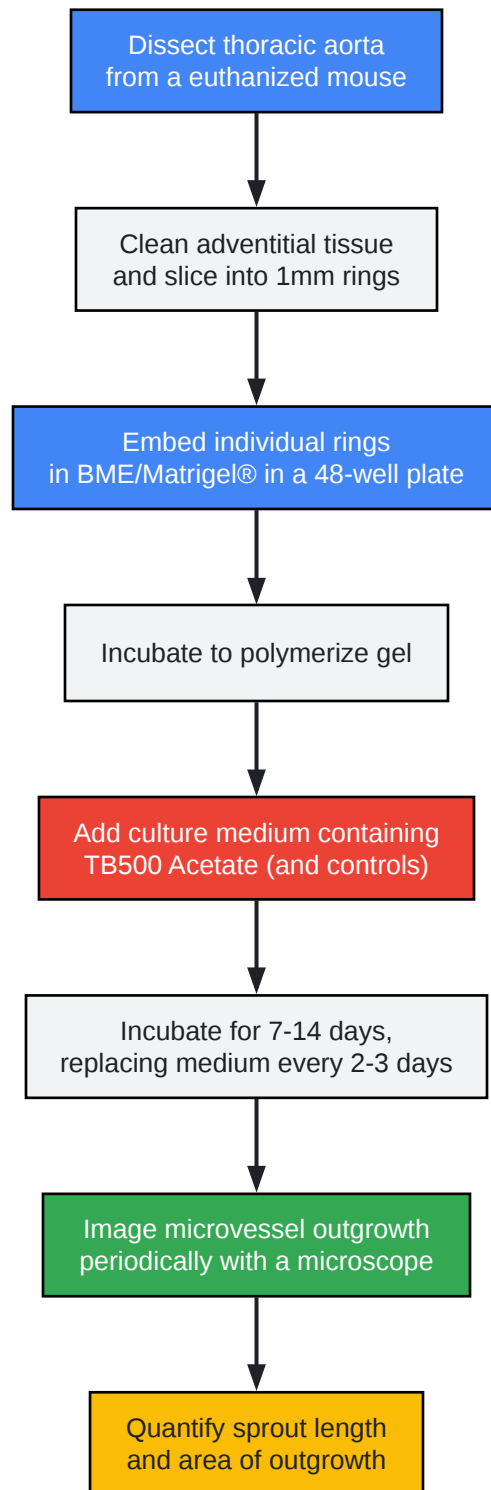 Dissect thoracic aorta
from a euthanized mouse
Clean adventitial tissue
and slice into 1mm rings
Embed individual rings
in BME/Matrigel® in a 48-well plate
Incubate to polymerize gel
Add culture medium containing
TB500 Acetate (and controls)
Incubate for 7-14 days,
replacing medium every 2-3 days
Image microvessel outgrowth
periodically with a microscope
Quantify sprout length
and area of outgrowth